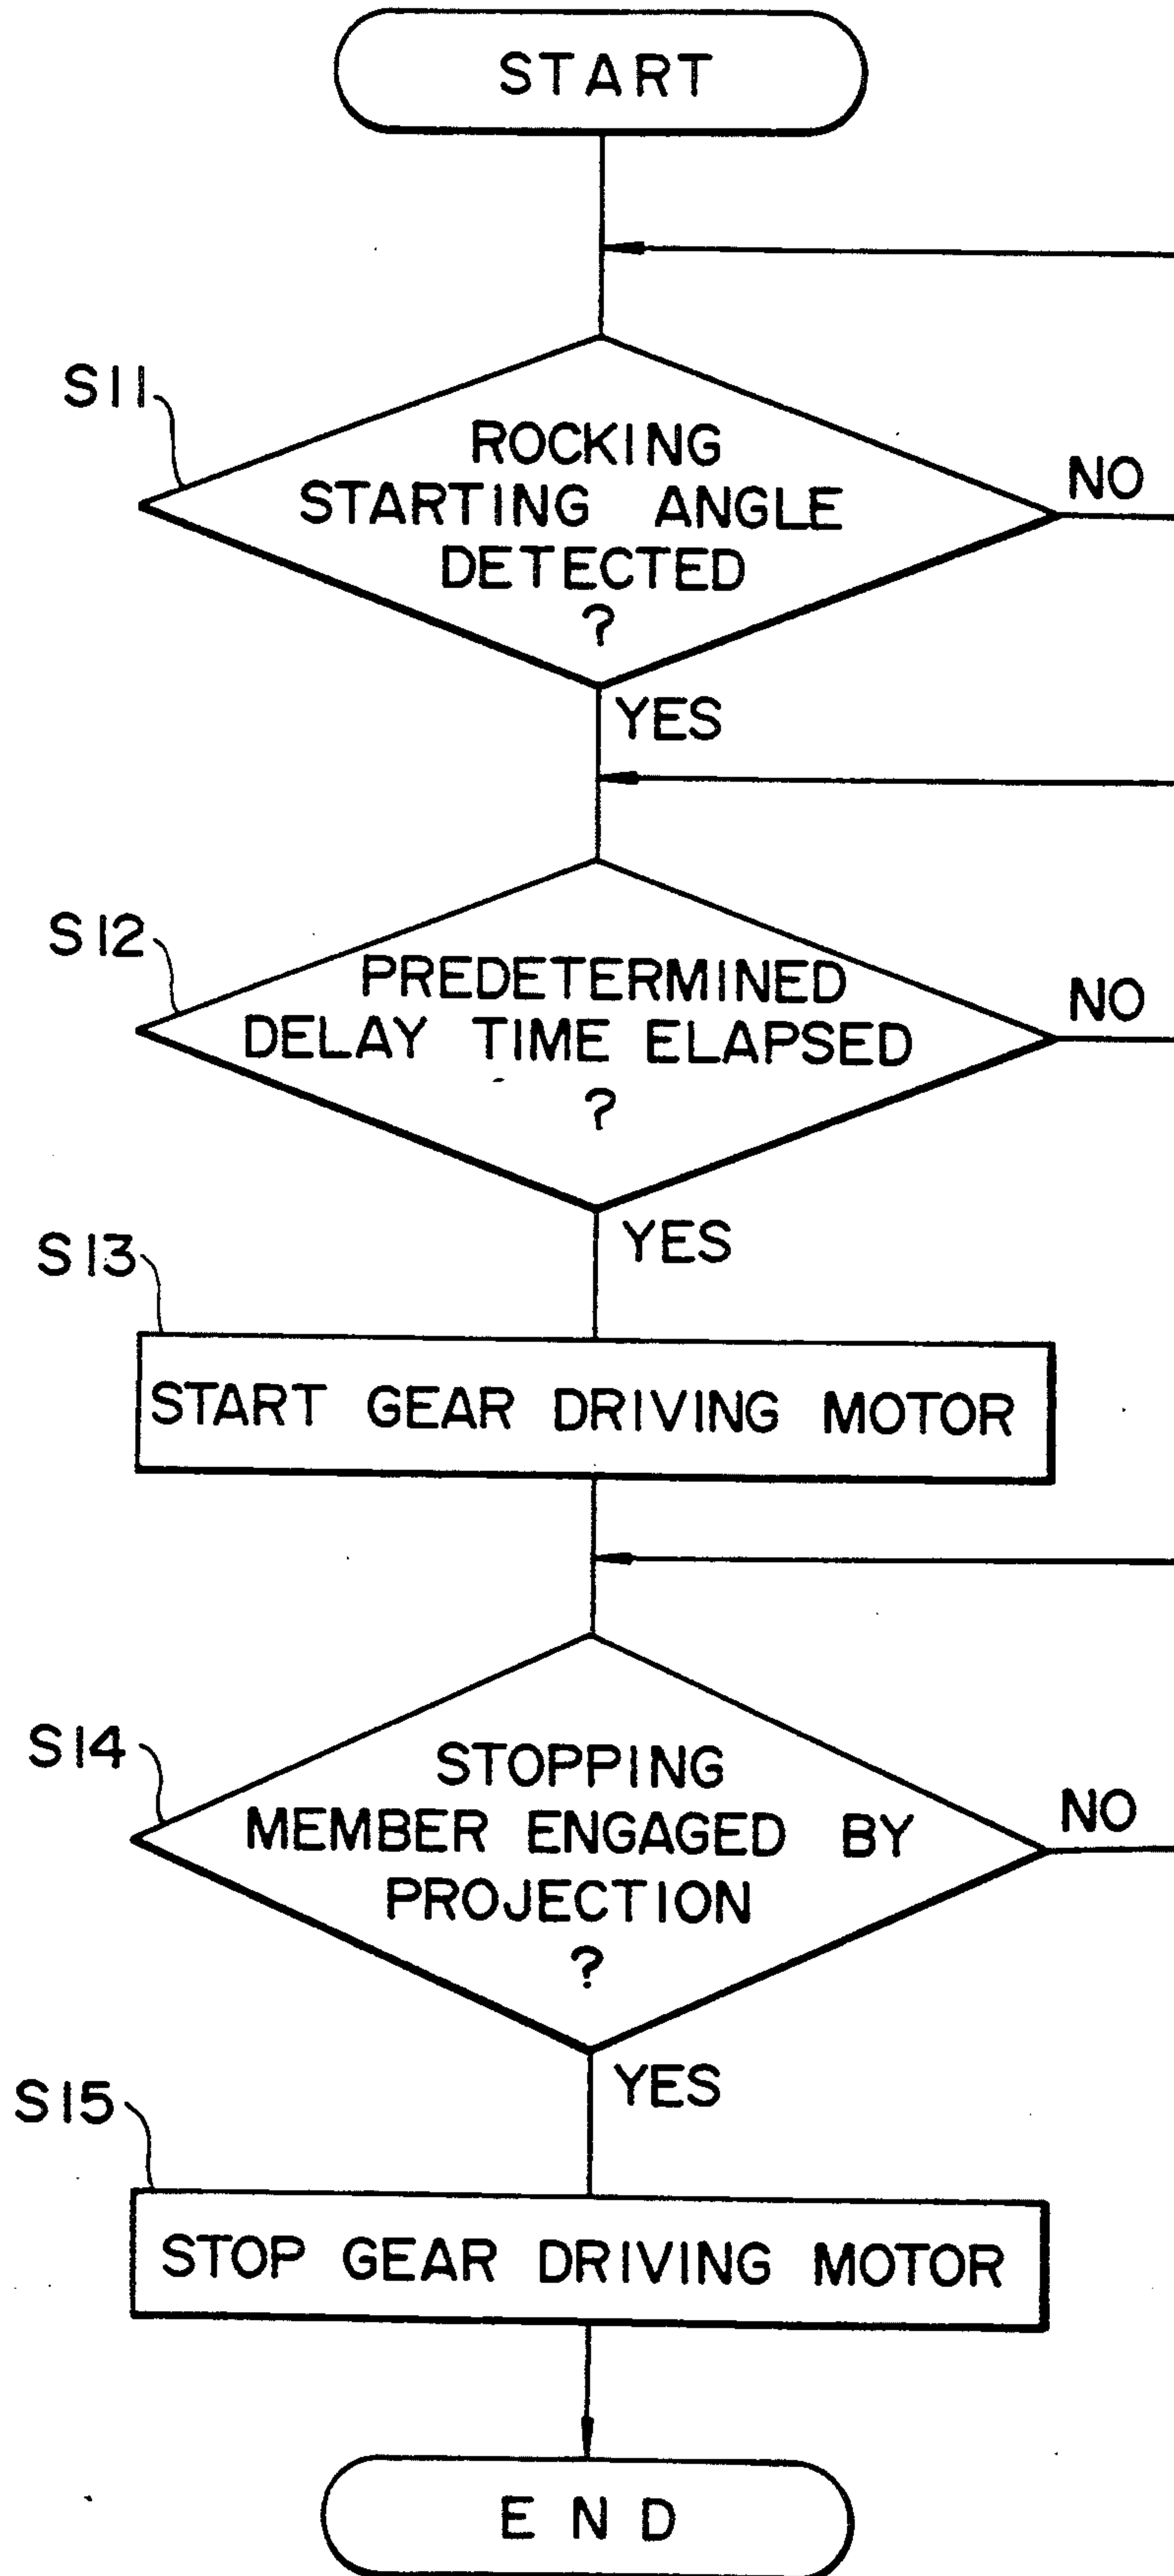 START
S11
ROCKING
STARTING ANGLE
DETECTED
?
NO
YES
S12
PREDETERMINED
DELAY TIME ELAPSED
?
NO
YES
S13
START GEAR DRIVING MOTOR
S14
STOPPING
MEMBER ENGAGED BY
PROJECTION
?
NO
YES
S15
STOP GEAR DRIVING MOTOR
END